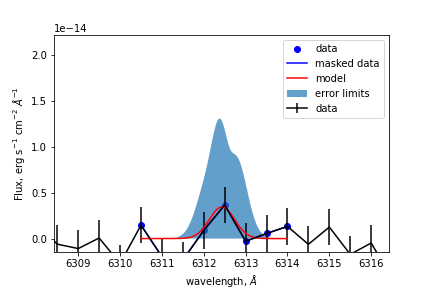 1e−14
2.0
1.5
1.0
0.5
0.0
Flux, erg s⁻¹ cm⁻² Å⁻¹
data
masked data
model
error limits
data
6309 6310 6311 6312 6313 6314 6315 6316
wavelength, Å